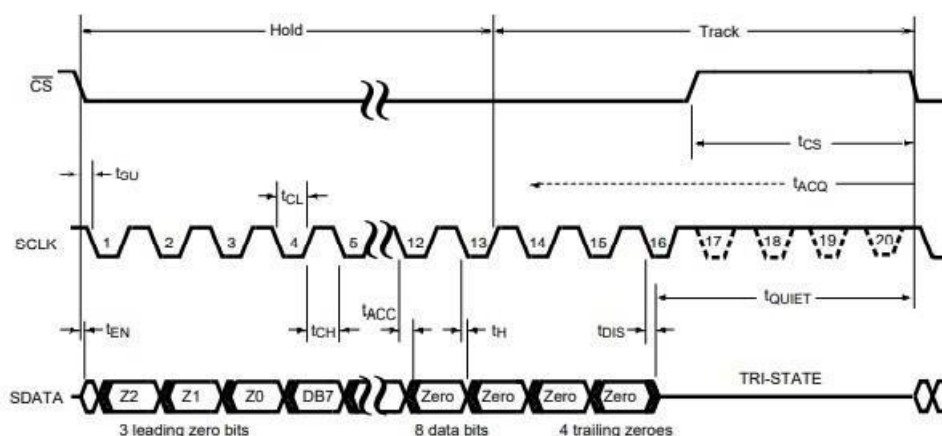 Hold Track
CS
tCS
tSU
tCL
tACQ
SCLK 1 2 3 4 5 12 13 14 15 16 17 18 19 20
tQUIET
tEN tCH tACC tH tDIS
TRI-STATE
SDATA Z2 Z1 Z0 DB7 Zero Zero Zero Zero
3 leading zero bits 8 data bits 4 trailing zeroes